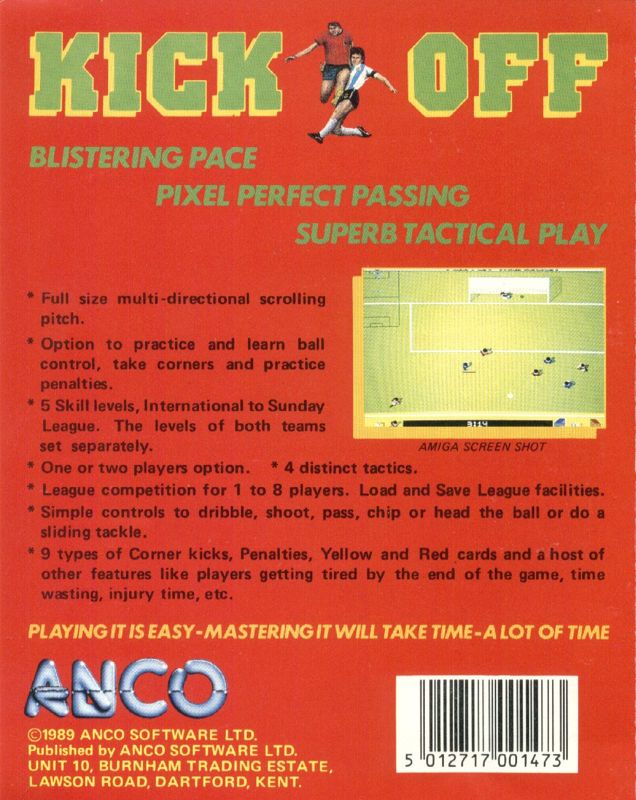 KICK OFF
BLISTERING PACE
PIXEL PERFECT PASSING
SUPERB TACTICAL PLAY
* Full size multi-directional scrolling
pitch.
* Option to practice and learn ball
control, take corners and practice
penalties.
* 5 Skill levels, International to Sunday
League. The levels of both teams
set separately.
3:14
AMIGA SCREEN SHOT
* One or two players option. * 4 distinct tactics.
* League competition for 1 to 8 players. Load and Save League facilities.
* Simple controls to dribble, shoot, pass, chip or head the ball or do a
sliding tackle.
* 9 types of Corner kicks, Penalties, Yellow and Red cards and a host of
other features like players getting tired by the end of the game, time
wasting, injury time, etc.
PLAYING IT IS EASY-MASTERING IT WILL TAKE TIME-A LOT OF TIME
ANCO
©1989 ANCO SOFTWARE LTD.
Published by ANCO SOFTWARE LTD.
UNIT 10, BURNHAM TRADING ESTATE,
LAWSON ROAD, DARTFORD, KENT.
5 012717 001473